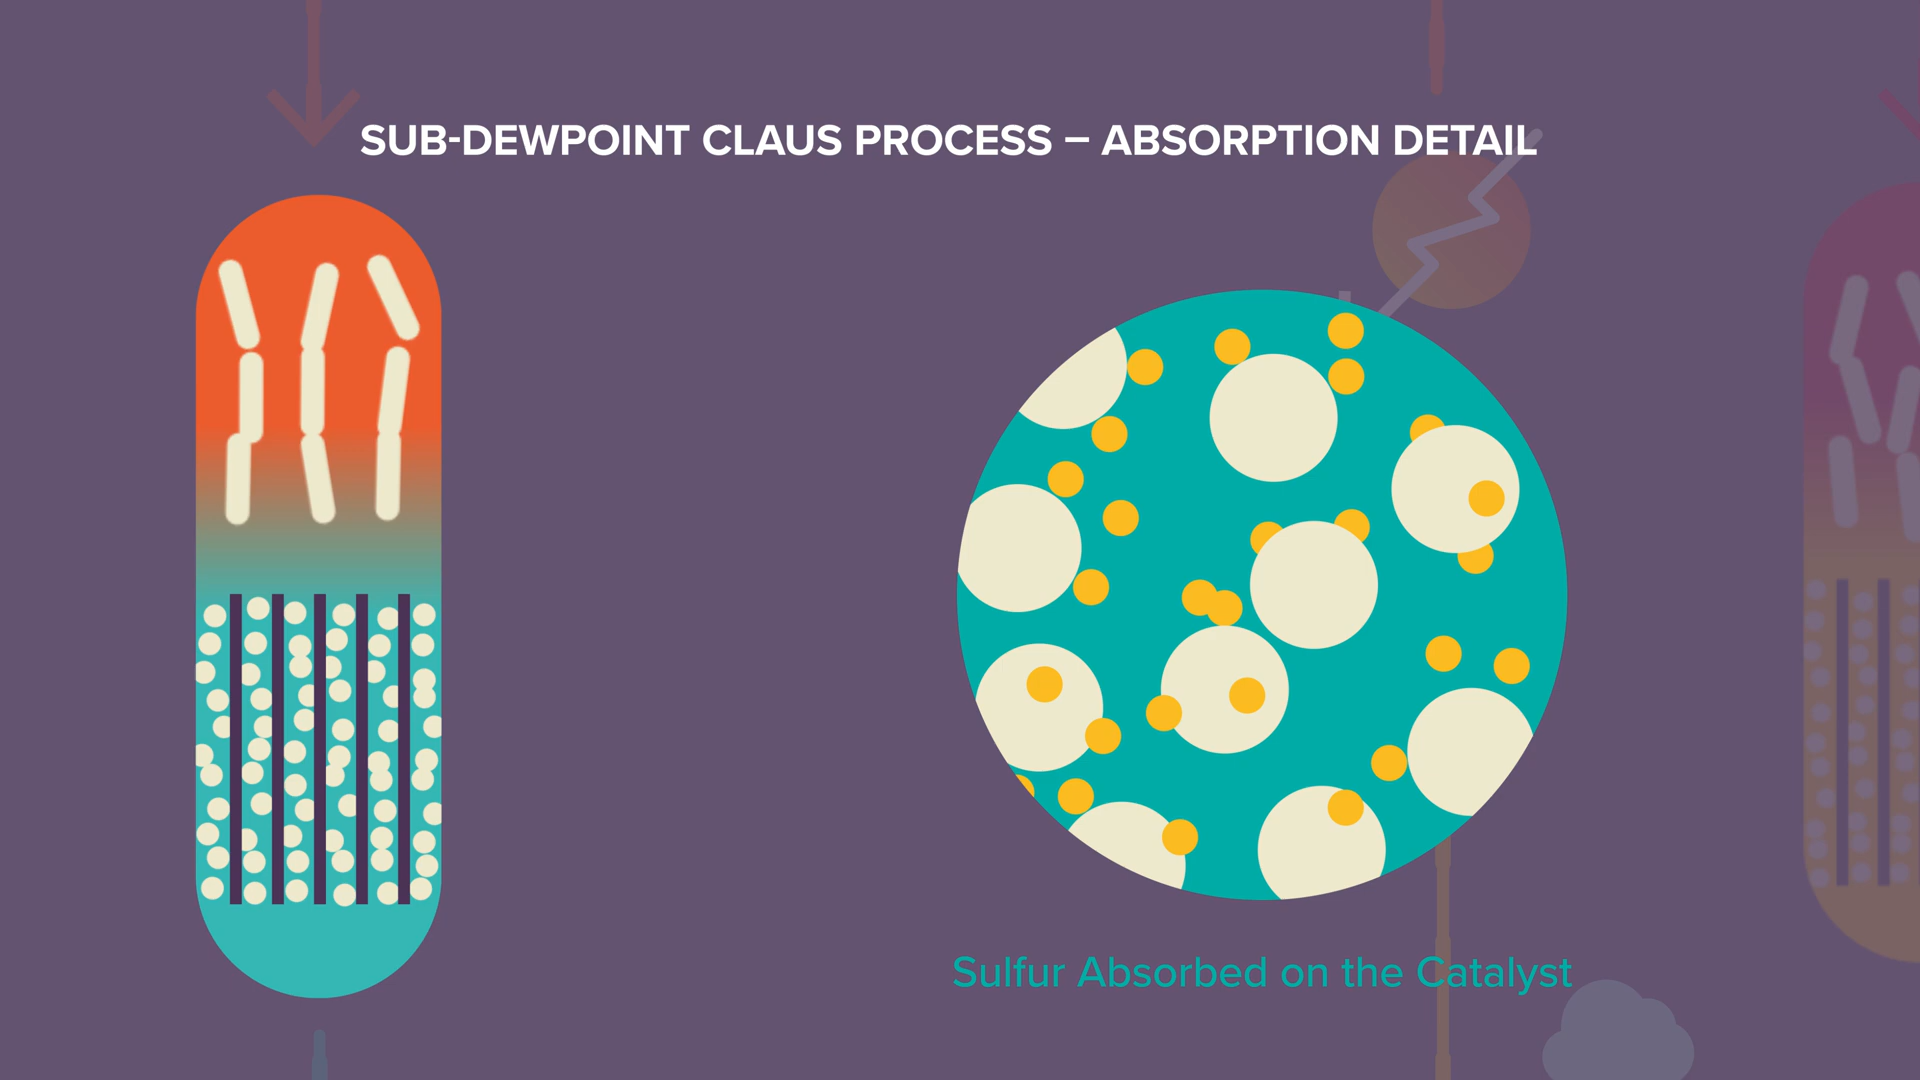 SUB-DEWPOINT CLAUS PROCESS – ABSORPTION DETAIL
Sulfur Absorbed on the Catalyst